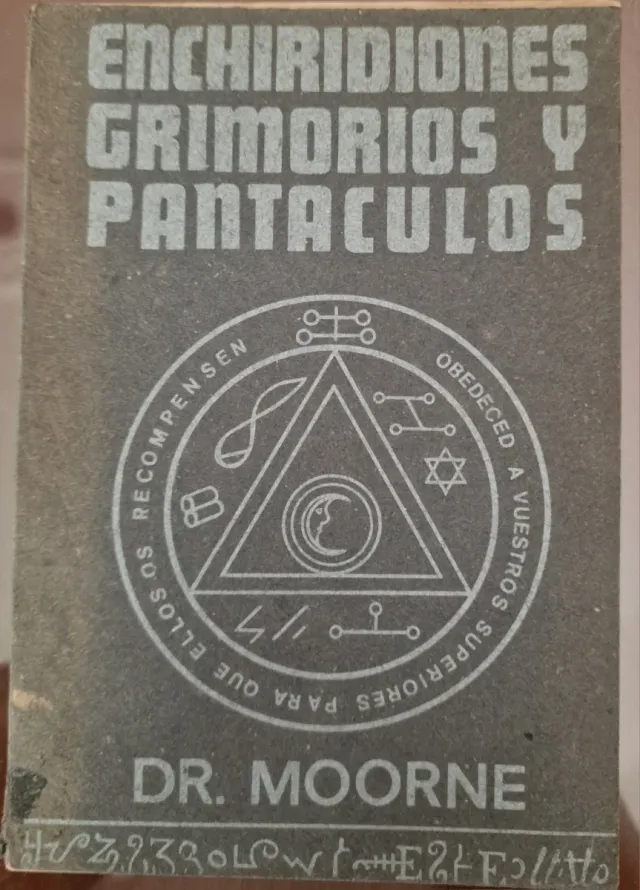 ENCHIRIDIONES
GRIMORIOS Y
PANTACULOS
OBEDECED A VUESTROS SUPERIORES PARA QUE ELLOS OS RECOMPENSEN
DR. MOORNE